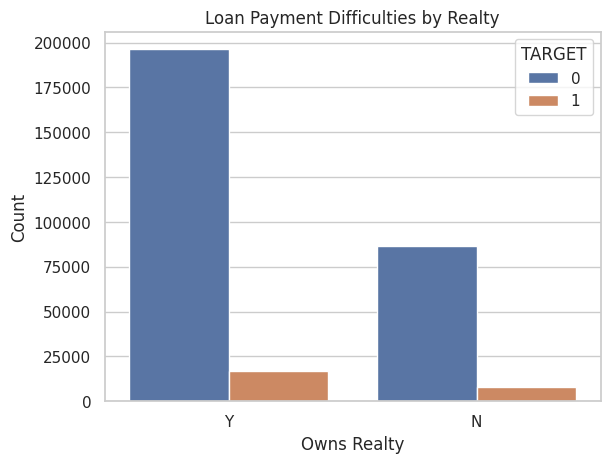 Loan Payment Difficulties by Realty
TARGET
0
1
200000
175000
150000
125000
100000
75000
50000
25000
0
Count
Y
N
Owns Realty